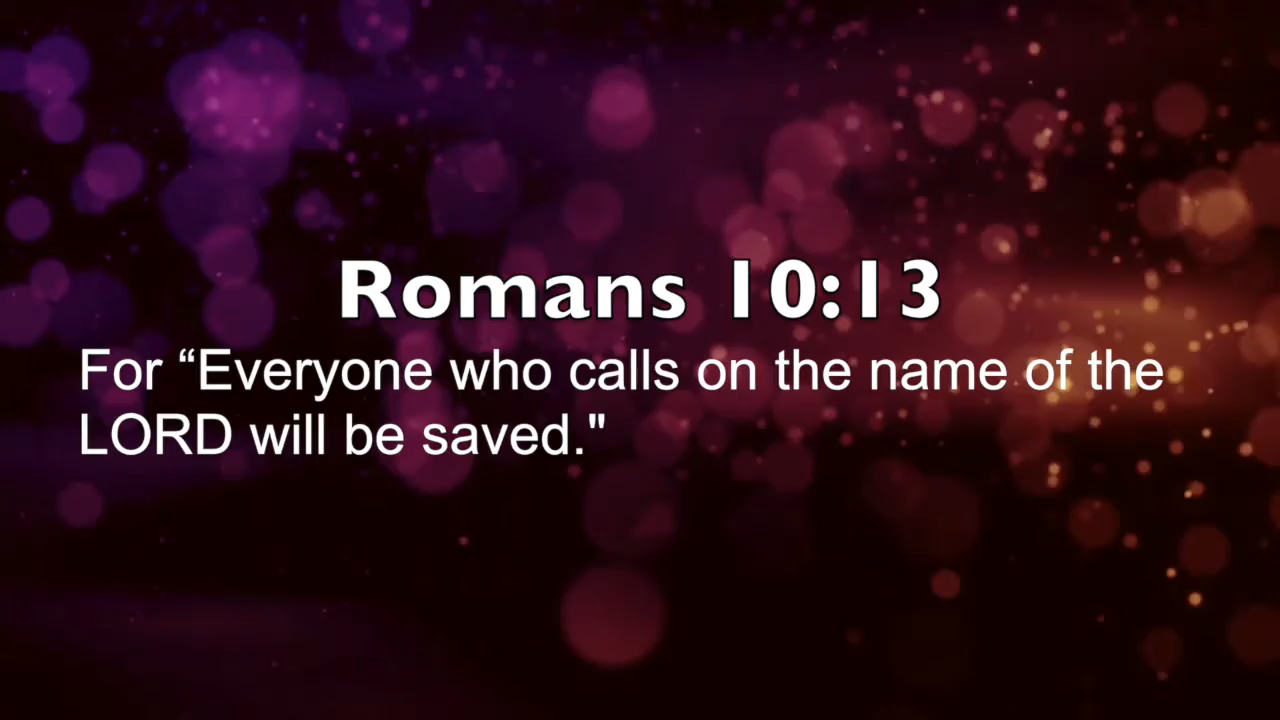 Romans 10:13
For “Everyone who calls on the name of the
LORD will be saved."